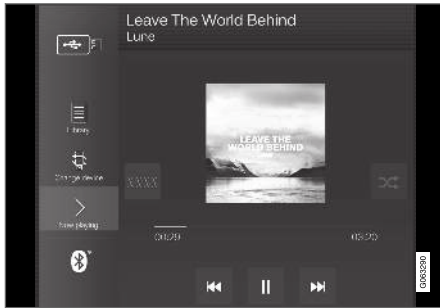 Leave The World Behind
Lune
Library
Change device
Now playing
LEAVE THE
WORLD BEHIND
00:29
03:20
G063290